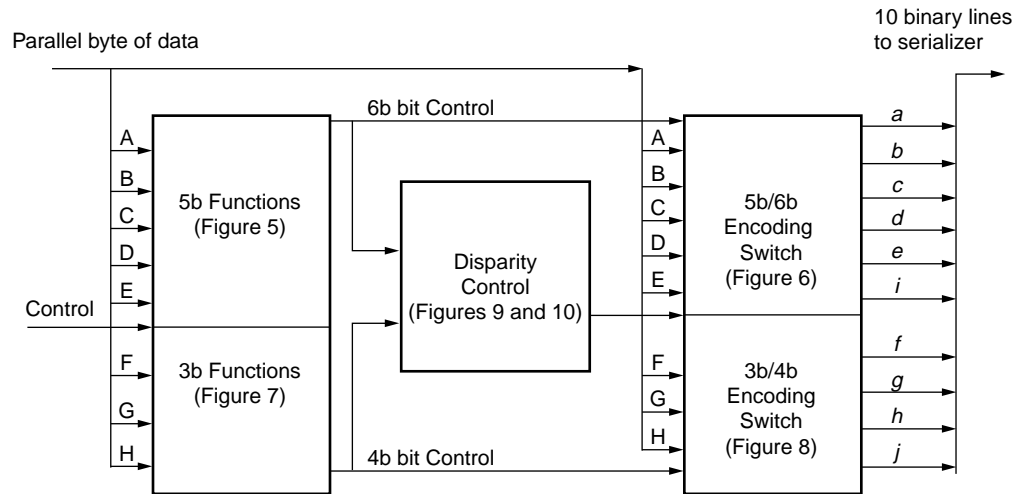 10 binary lines
to serializer
Parallel byte of data
6b bit Control
A
B
C
D
E
Control
F
G
H
5b Functions
(Figure 5)
3b Functions
(Figure 7)
Disparity
Control
(Figures 9 and 10)
4b bit Control
A
B
C
D
E
F
G
H
5b/6b
Encoding
Switch
(Figure 6)
3b/4b
Encoding
Switch
(Figure 8)
a
b
c
d
e
i
f
g
h
j